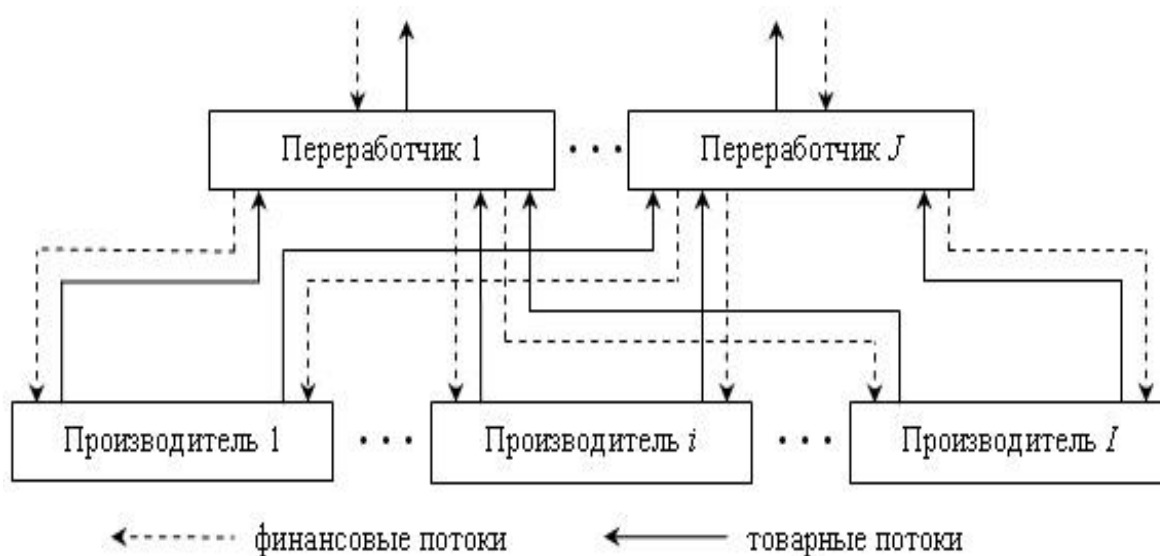 Переработчик 1 · · · Переработчик J
Производитель 1 · · · Производитель i · · · Производитель I
финансовые потоки товарные потоки